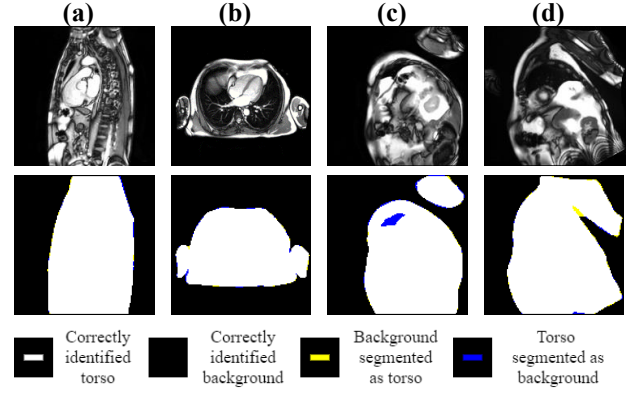 (a) (b) (c) (d)
Correctly identified torso
Correctly identified background
Background segmented as torso
Torso segmented as background